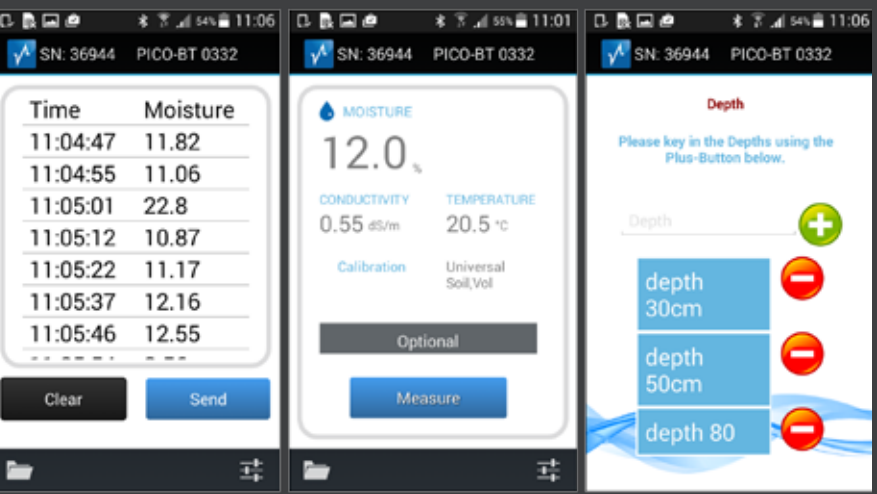 54% 11:06
SN: 36944 PICO-BT 0332
Time Moisture
11:04:47 11.82
11:04:55 11.06
11:05:01 22.8
11:05:12 10.87
11:05:22 11.17
11:05:37 12.16
11:05:46 12.55
Clear Send
55% 11:01
SN: 36944 PICO-BT 0332
MOISTURE
12.0 %
CONDUCTIVITY TEMPERATURE
0.55 dS/m 20.5 °C
Calibration Universal
Soil,Vol
Optional
Measure
54% 11:06
SN: 36944 PICO-BT 0332
Depth
Please key in the Depths using the
Plus-Button below.
Depth
depth
30cm
depth
50cm
depth 80